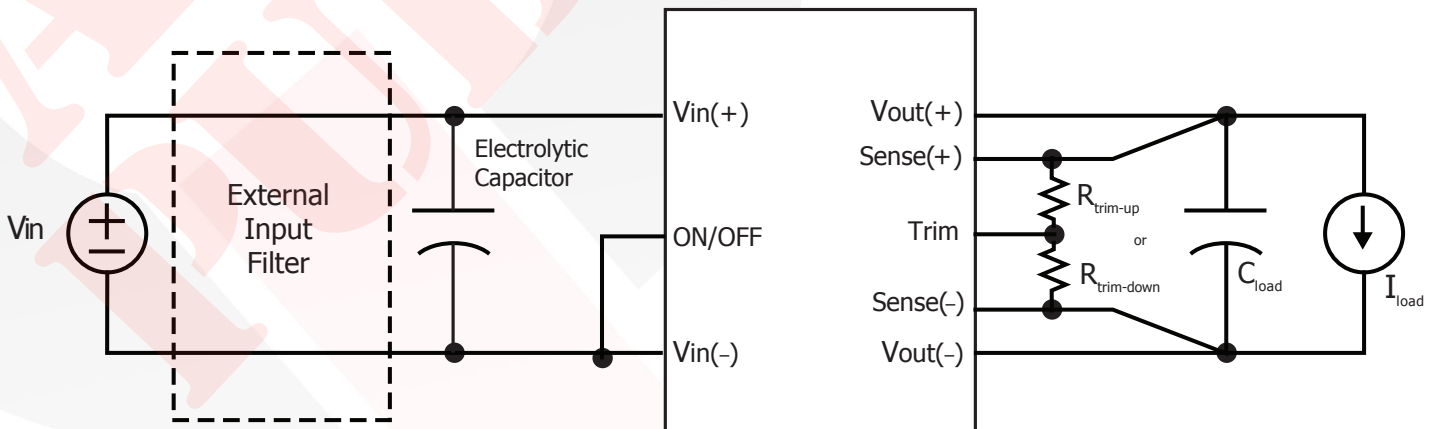 Vin(+)
Vout(+)
Electrolytic
Capacitor
Sense(+)
External
Input
Filter
R trim-up
Vin
ON/OFF
Trim
or
R trim-down
C load
I load
Sense(–)
Vin(–)
Vout(–)